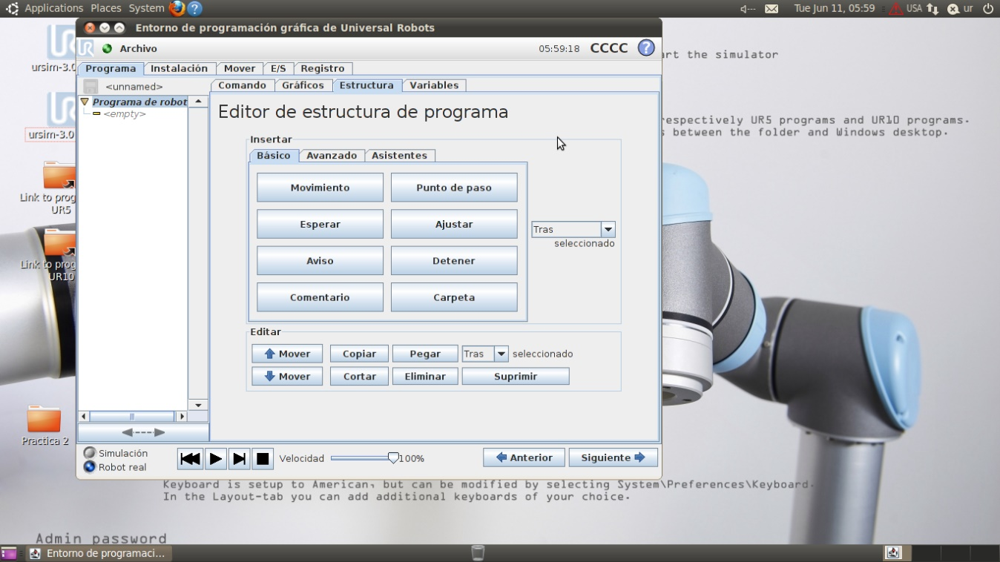 Applications Places System
Tue Jun 11, 05:59 USA ur
Entorno de programación gráfica de Universal Robots
Archivo
05:59:18 CCCC
Programa Instalación Mover E/S Registro
<unnamed>
Comando Gráficos Estructura Variables
Programa de robot
<empty>
Editor de estructura de programa
Insertar
Básico Avanzado Asistentes
Movimiento Punto de paso
Esperar Ajustar
Tras
seleccionado
Aviso Detener
Comentario Carpeta
Editar
Mover Copiar Pegar Tras seleccionado
Mover Cortar Eliminar Suprimir
Simulación
Robot real
Velocidad 100%
Anterior Siguiente
UR
ursim-3.0
ursim-3.0
Link to prog
UR5
Link to prog
UR10
Practica 2
art the simulator
respectively UR5 programs and UR10 programs.
s between the folder and Windows desktop.
Keyboard is setup to American, but can be modified by selecting System\Preferences\Keyboard.
In the Layout-tab you can add additional keyboards of your choice.
Admin password
Entorno de programaci...